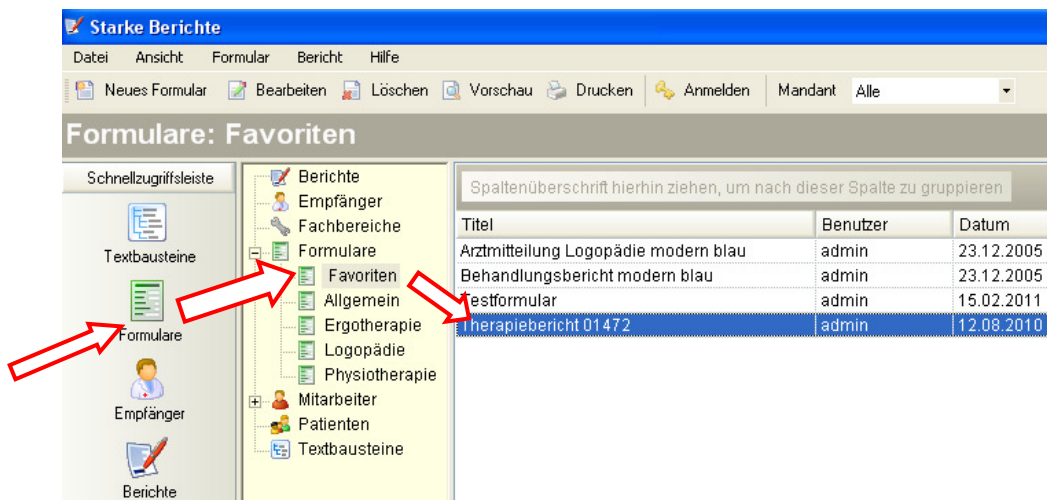 Starke Berichte
Datei Ansicht Formular Bericht Hilfe
Neues Formular Bearbeiten Löschen Vorschau Drucken Anmelden Mandant Alle
Formulare: Favoriten
Schnellzugriffsleiste
Textbausteine
Formulare
Empfänger
Berichte
Berichte
Empfänger
Fachbereiche
Formulare
Favoriten
Allgemein
Ergotherapie
Logopädie
Physiotherapie
Mitarbeiter
Patienten
Textbausteine
Spaltenüberschrift hierhin ziehen, um nach dieser Spalte zu gruppieren
Titel Benutzer Datum
Arztmitteilung Logopädie modern blau admin 23.12.2005
Behandlungsbericht modern blau admin 23.12.2005
Testformular admin 15.02.2011
Therapiebericht 01472 admin 12.08.2010